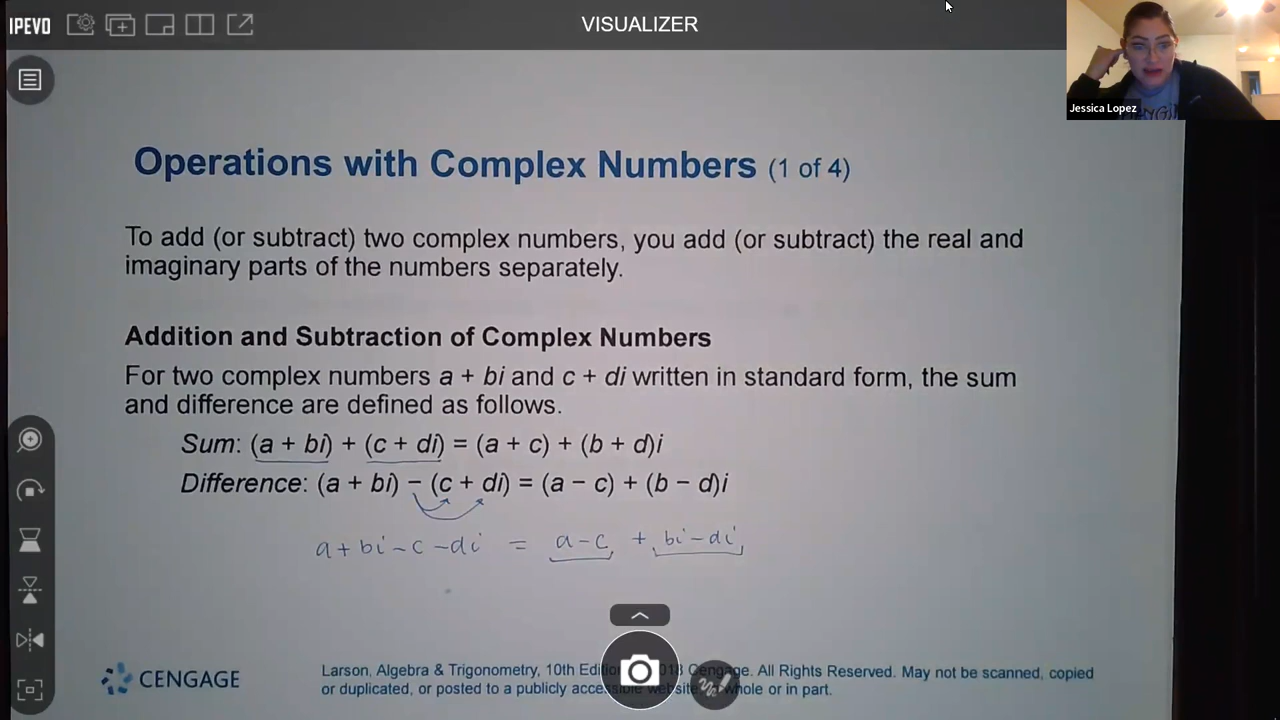 IPEVO
VISUALIZER
Jessica Lopez
Operations with Complex Numbers (1 of 4)
To add (or subtract) two complex numbers, you add (or subtract) the real and
imaginary parts of the numbers separately.
Addition and Subtraction of Complex Numbers
For two complex numbers a + bi and c + di written in standard form, the sum
and difference are defined as follows.
Sum: (a + bi) + (c + di) = (a + c) + (b + d)i
Difference: (a + bi) − (c + di) = (a − c) + (b − d)i
a + bi − c − di = a − c + bi − di
CENGAGE
Larson, Algebra & Trigonometry, 10th Cengage. All Rights Reserved. May not be scanned, copied
or duplicated, or posted to a publicly accessible website in whole or in part.